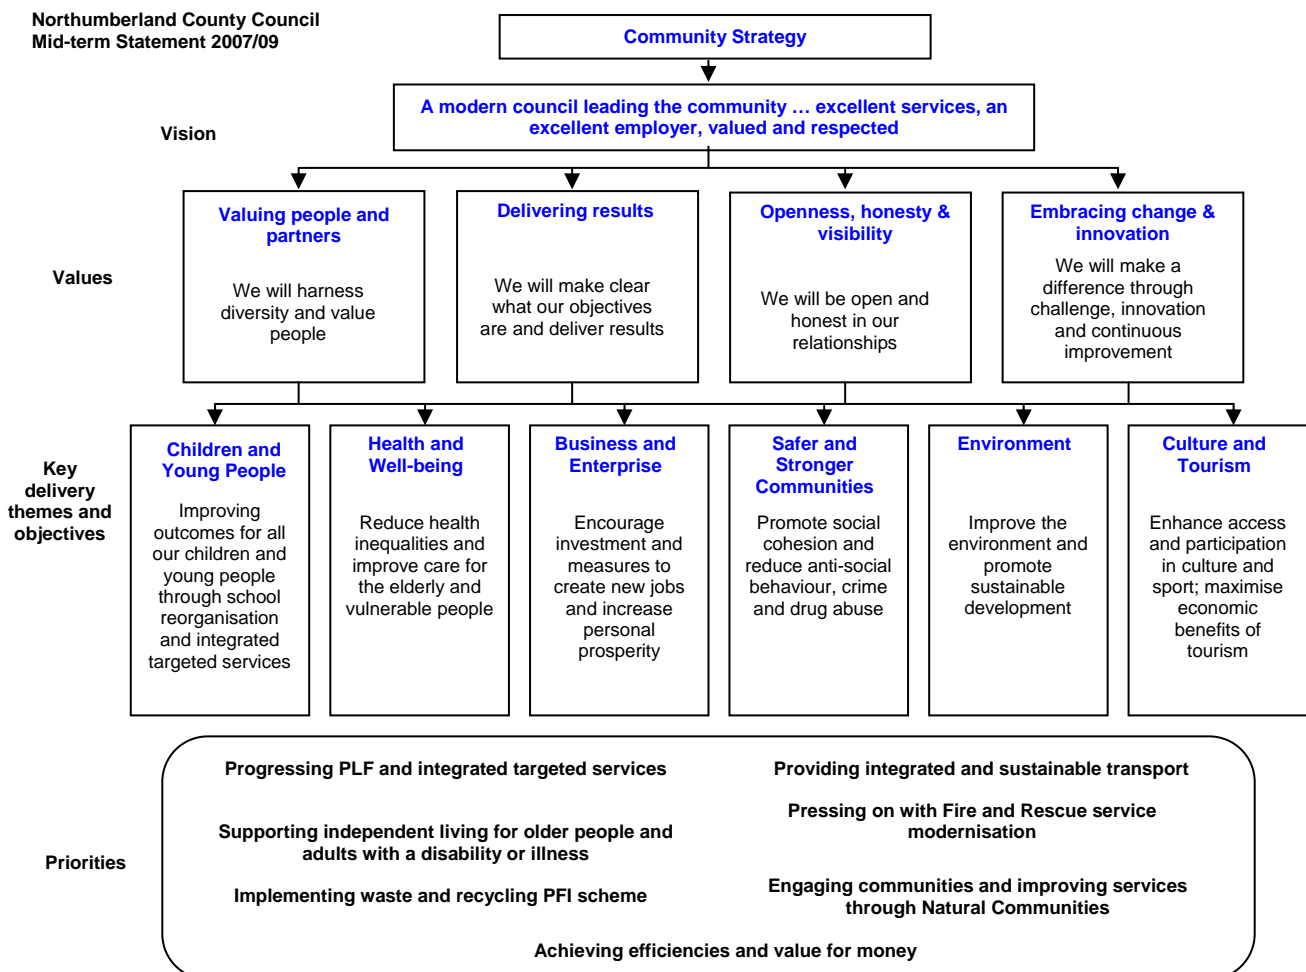 Northumberland County Council
Mid-term Statement 2007/09
Community Strategy
Vision
A modern council leading the community … excellent services, an
excellent employer, valued and respected
Values
Valuing people and
partners
We will harness
diversity and value
people
Delivering results
We will make clear
what our objectives
are and deliver results
Openness, honesty &
visibility
We will be open and
honest in our
relationships
Embracing change &
innovation
We will make a
difference through
challenge, innovation
and continuous
improvement
Key
delivery
themes and
objectives
Children and
Young People
Improving
outcomes for all
our children and
young people
through school
reorganisation
and integrated
targeted services
Health and
Well-being
Reduce health
inequalities and
improve care for
the elderly and
vulnerable people
Business and
Enterprise
Encourage
investment and
measures to
create new jobs
and increase
personal
prosperity
Safer and
Stronger
Communities
Promote social
cohesion and
reduce anti-social
behaviour, crime
and drug abuse
Environment
Improve the
environment and
promote
sustainable
development
Culture and
Tourism
Enhance access
and participation
in culture and
sport; maximise
economic
benefits of
tourism
Priorities
Progressing PLF and integrated targeted services
Supporting independent living for older people and
adults with a disability or illness
Implementing waste and recycling PFI scheme
Providing integrated and sustainable transport
Pressing on with Fire and Rescue service
modernisation
Engaging communities and improving services
through Natural Communities
Achieving efficiencies and value for money